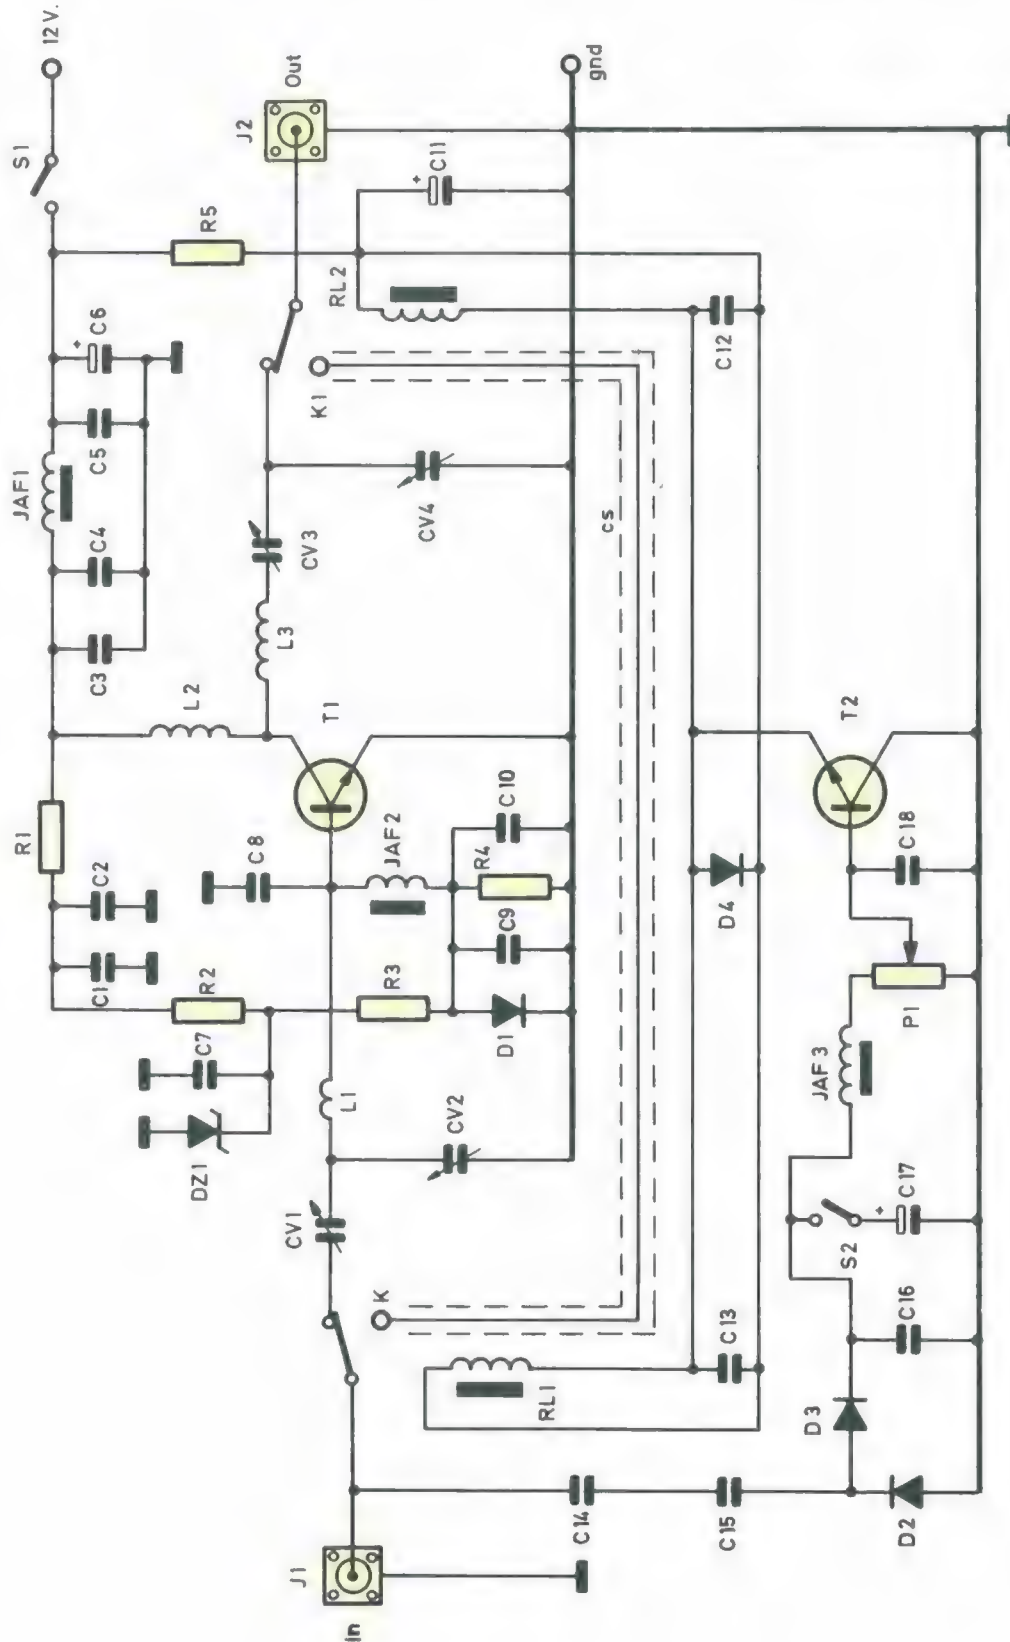 12 V.
S1
JAF1
R1
C6
C5
C4
C3
C2
C1
R5
J2
Out
L2
R2
C7
DZ1
CV3
L3
T1
C8
RL2
C11
gnd
K1
CV4
JAF2
R3
R4
C10
C9
D1
L1
CV2
CV1
K
J1
In
cs
RL1
C12
C13
D4
C14
C15
T2
C18
P1
JAF3
S2
C17
C16
D3
D2
+
+
+